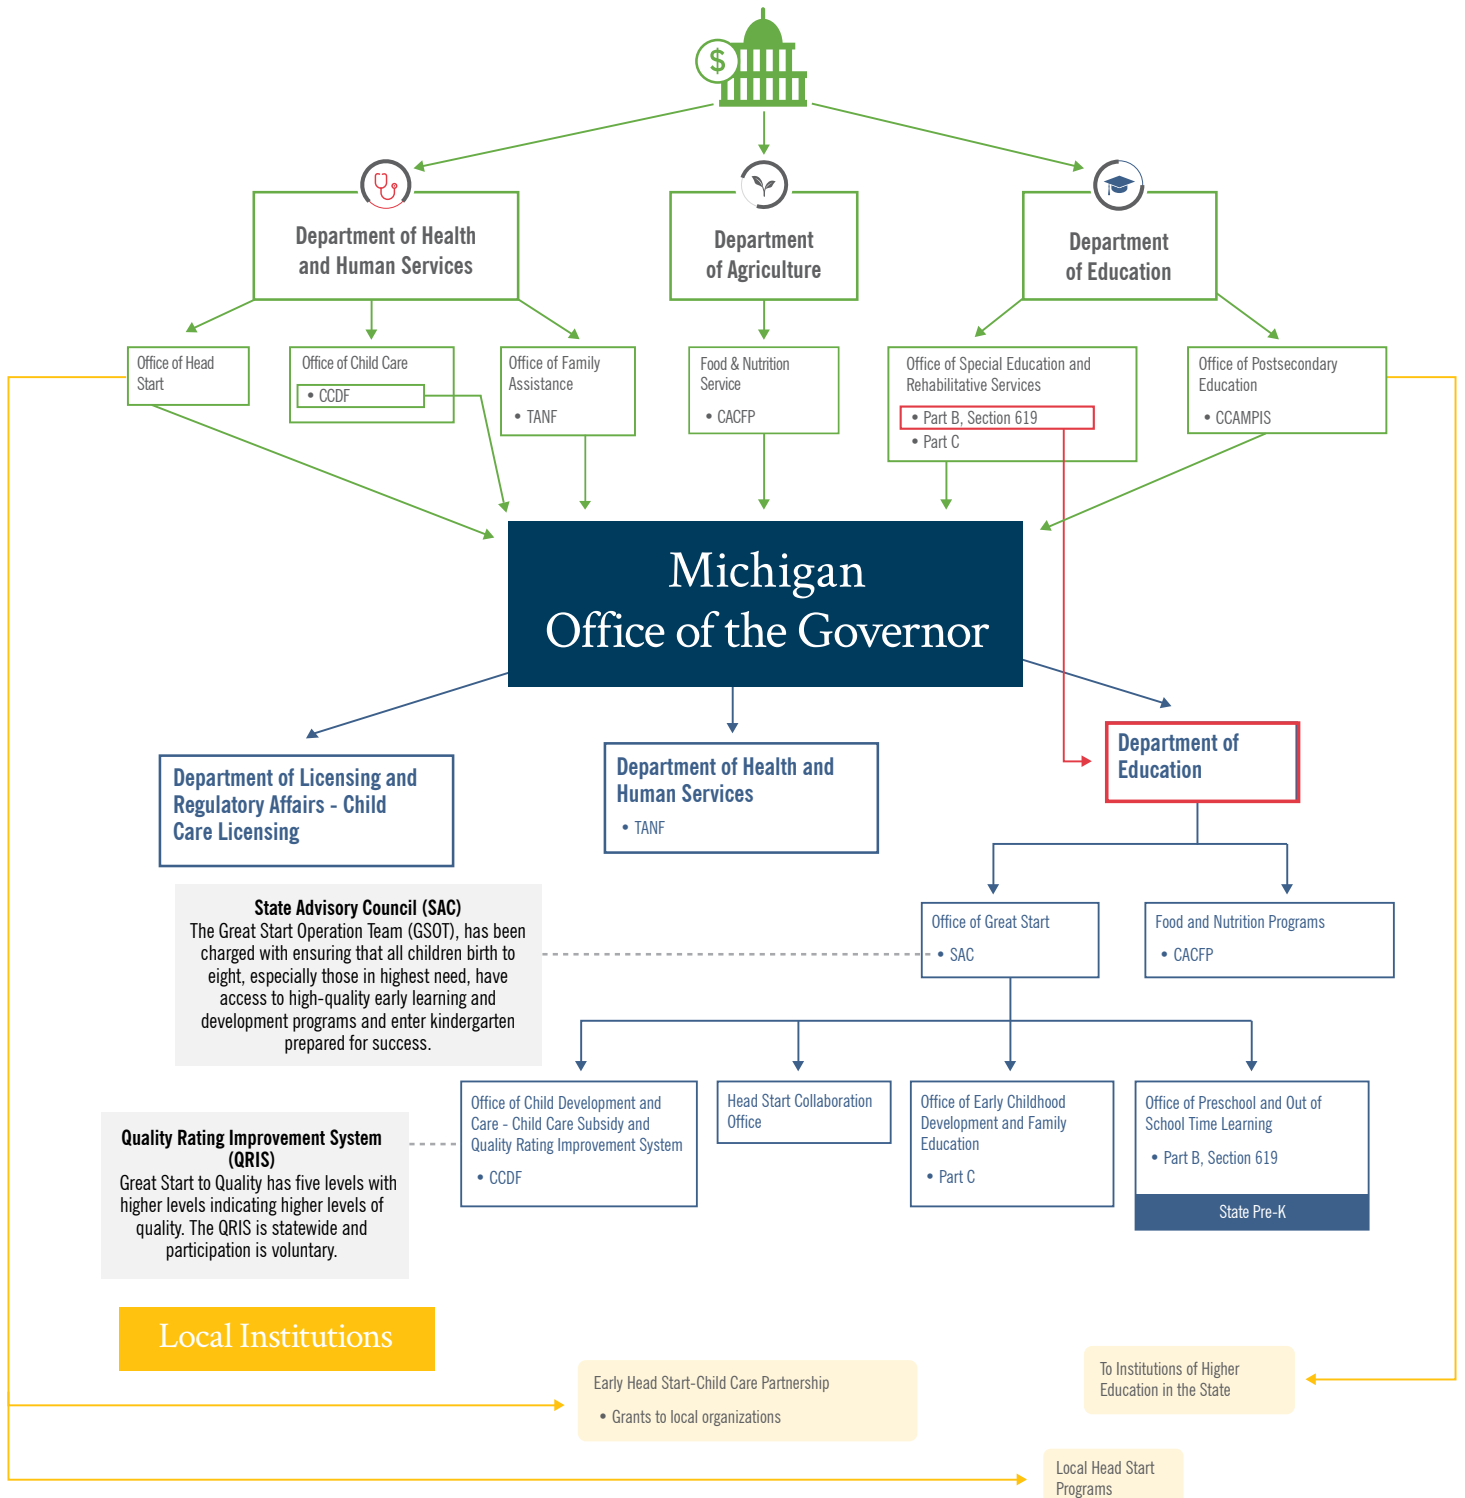 $
Department of Health
and Human Services
Department
of Agriculture
Department
of Education
Office of Head
Start
Office of Child Care
• CCDF
Office of Family
Assistance
• TANF
Food & Nutrition
Service
• CACFP
Office of Special Education and
Rehabilitative Services
• Part B, Section 619
• Part C
Office of Postsecondary
Education
• CCAMPIS
Michigan
Office of the Governor
Department of Licensing and
Regulatory Affairs - Child
Care Licensing
Department of Health and
Human Services
• TANF
Department of
Education
State Advisory Council (SAC)
The Great Start Operation Team (GSOT), has been
charged with ensuring that all children birth to
eight, especially those in highest need, have
access to high-quality early learning and
development programs and enter kindergarten
prepared for success.
Office of Great Start
• SAC
Food and Nutrition Programs
• CACFP
Quality Rating Improvement System
(QRIS)
Great Start to Quality has five levels with
higher levels indicating higher levels of
quality. The QRIS is statewide and
participation is voluntary.
Office of Child Development and
Care - Child Care Subsidy and
Quality Rating Improvement System
• CCDF
Head Start Collaboration
Office
Office of Early Childhood
Development and Family
Education
• Part C
Office of Preschool and Out of
School Time Learning
• Part B, Section 619
State Pre-K
Local Institutions
Early Head Start-Child Care Partnership
• Grants to local organizations
To Institutions of Higher
Education in the State
Local Head Start
Programs